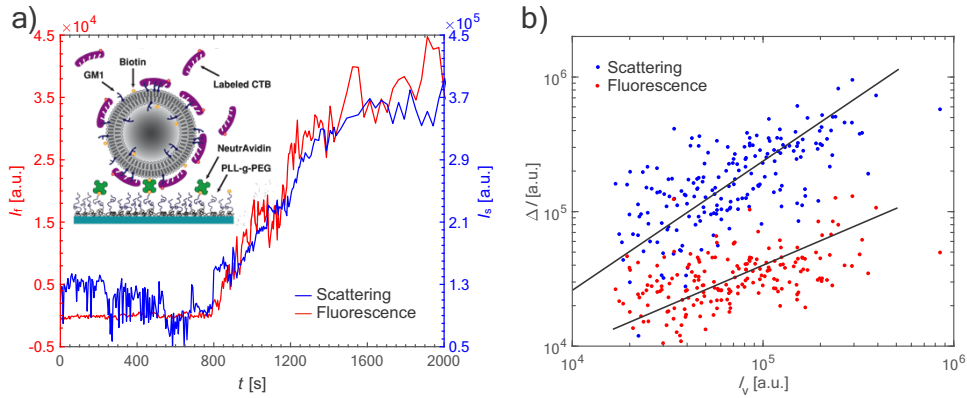 a)
×10⁴
×10⁵
4.5
3.5
2.5
1.5
0.5
-0.5
4.5
3.7
2.9
2.1
1.3
0.5
I_f [a.u.]
I_s [a.u.]
Biotin
GM1
Labeled CTB
NeutrAvidin
PLL-g-PEG
Scattering
Fluorescence
0 400 800 1200 1600 2000
t [s]
b)
Scattering
Fluorescence
10⁶
10⁵
10⁴
Δ I [a.u.]
10⁴ 10⁵ 10⁶
I_v [a.u.]